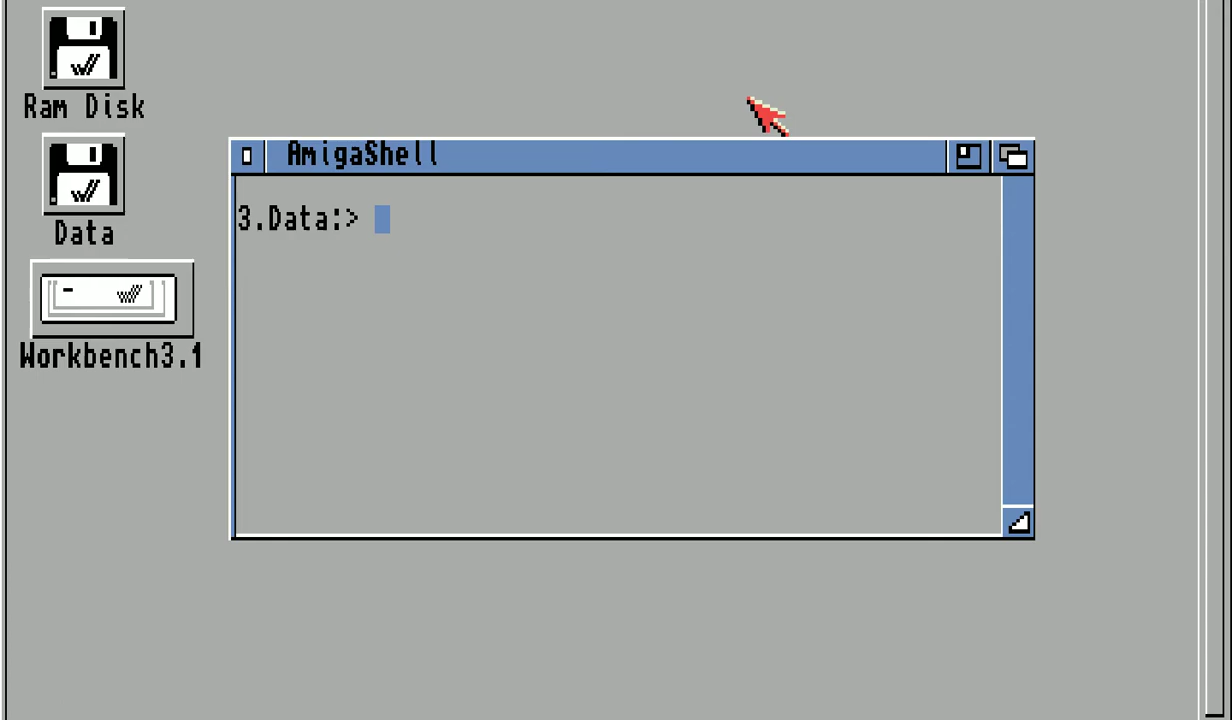 Ram Disk
Data
Workbench3.1
AmigaShell
3.Data:>